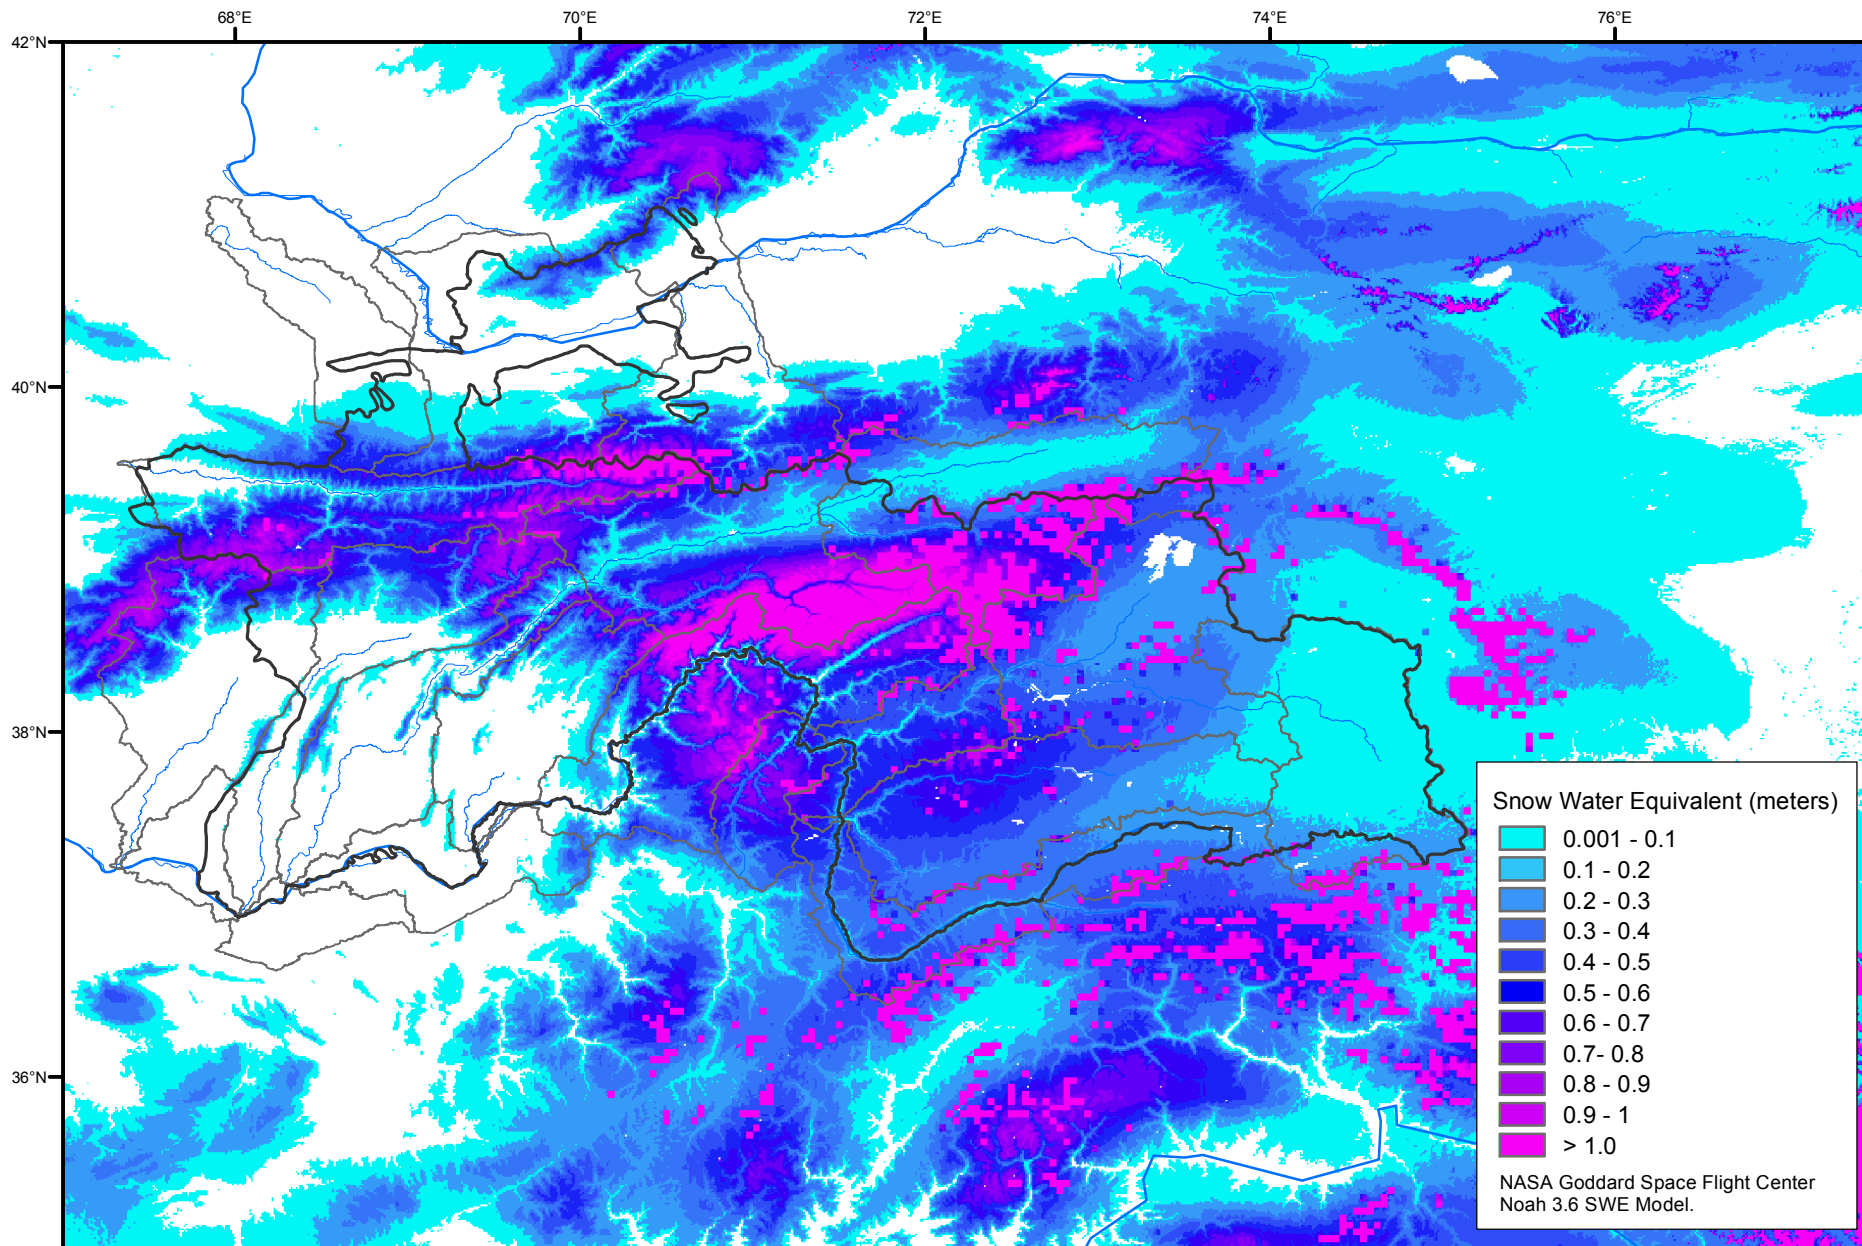 68°E 70°E 72°E 74°E 76°E
42°N
40°N
38°N
36°N
Snow Water Equivalent (meters)
0.001 - 0.1
0.1 - 0.2
0.2 - 0.3
0.3 - 0.4
0.4 - 0.5
0.5 - 0.6
0.6 - 0.7
0.7- 0.8
0.8 - 0.9
0.9 - 1
> 1.0
NASA Goddard Space Flight Center
Noah 3.6 SWE Model.